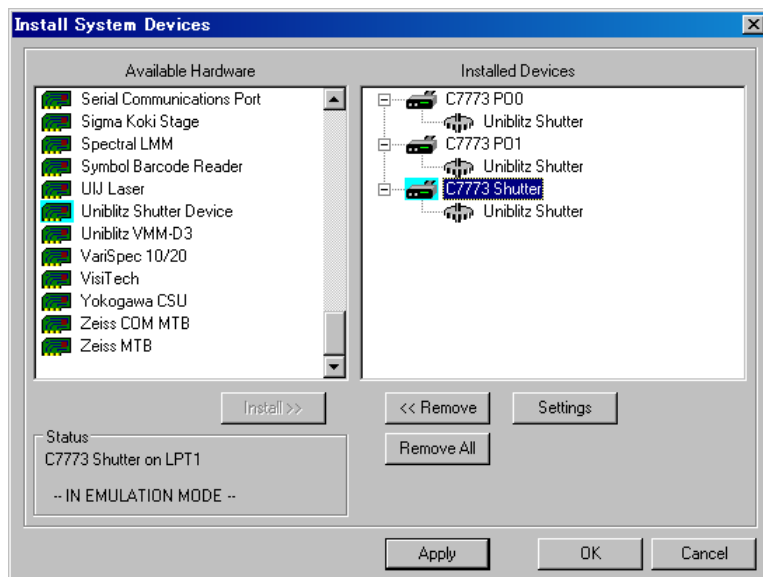 Install System Devices
Available Hardware
Serial Communications Port
Sigma Koki Stage
Spectral LMM
Symbol Barcode Reader
UIJ Laser
Uniblitz Shutter Device
Uniblitz VMM-D3
VariSpec 10/20
VisiTech
Yokogawa CSU
Zeiss COM MTB
Zeiss MTB
Install >>
Installed Devices
C7773 PO0
Uniblitz Shutter
C7773 PO1
Uniblitz Shutter
C7773 Shutter
Uniblitz Shutter
<< Remove
Settings
Remove All
Status
C7773 Shutter on LPT1
-- IN EMULATION MODE --
Apply
OK
Cancel